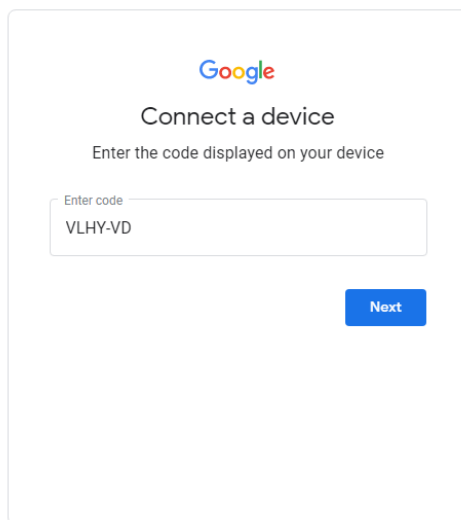 Google
Connect a device
Enter the code displayed on your device
Enter code
VLHY-VD
Next